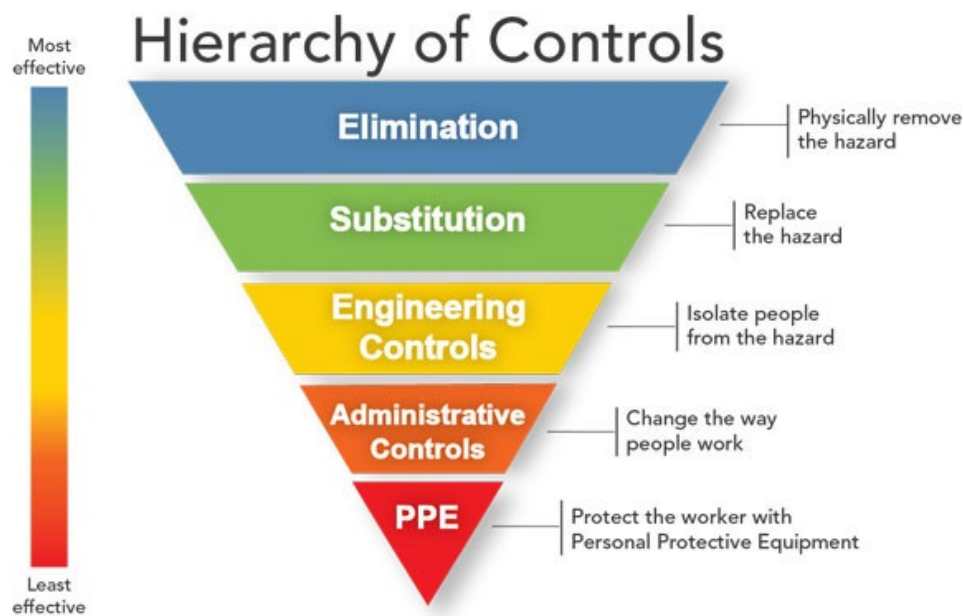 Hierarchy of Controls
Most
effective
Elimination
Physically remove
the hazard
Substitution
Replace
the hazard
Engineering
Controls
Isolate people
from the hazard
Administrative
Controls
Change the way
people work
PPE
Protect the worker with
Personal Protective Equipment
Least
effective